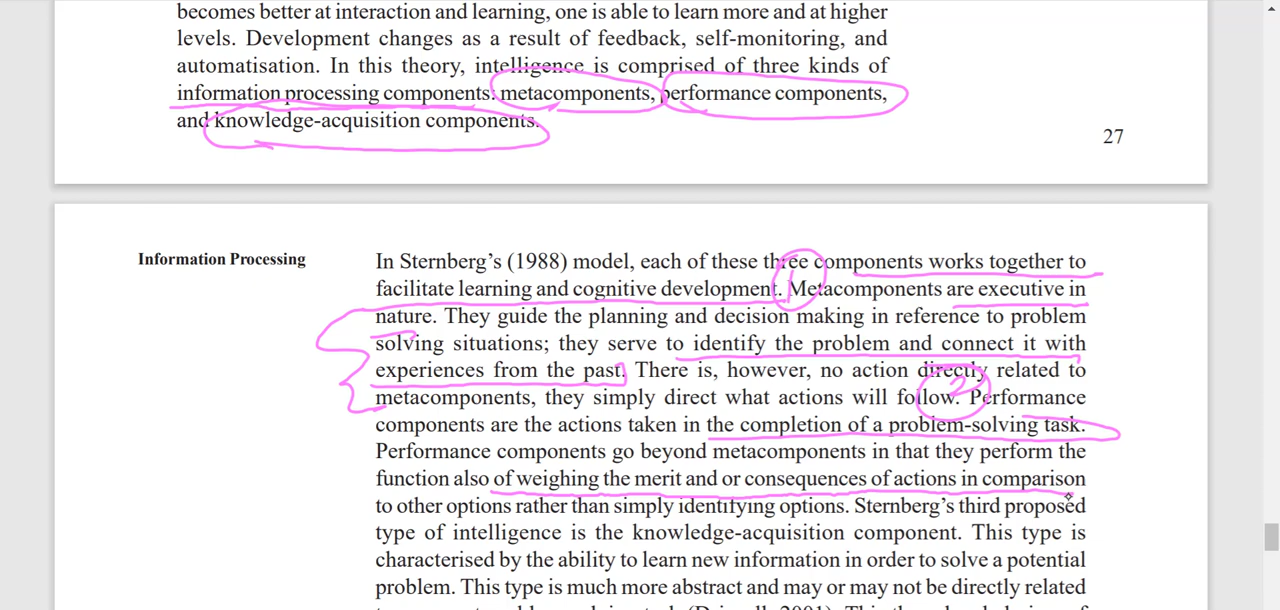 becomes better at interaction and learning, one is able to learn more and at higher
levels. Development changes as a result of feedback, self-monitoring, and
automatisation. In this theory, intelligence is comprised of three kinds of
information processing components: metacomponents, performance components,
and knowledge-acquisition components.
27
Information Processing
In Sternberg's (1988) model, each of these three components works together to
facilitate learning and cognitive development. Metacomponents are executive in
1
nature. They guide the planning and decision making in reference to problem
solving situations; they serve to identify the problem and connect it with
experiences from the past. There is, however, no action directly related to
metacomponents, they simply direct what actions will follow. Performance
2
components are the actions taken in the completion of a problem-solving task.
Performance components go beyond metacomponents in that they perform the
function also of weighing the merit and or consequences of actions in comparison
to other options rather than simply identifying options. Sternberg's third proposed
type of intelligence is the knowledge-acquisition component. This type is
characterised by the ability to learn new information in order to solve a potential
problem. This type is much more abstract and may or may not be directly related